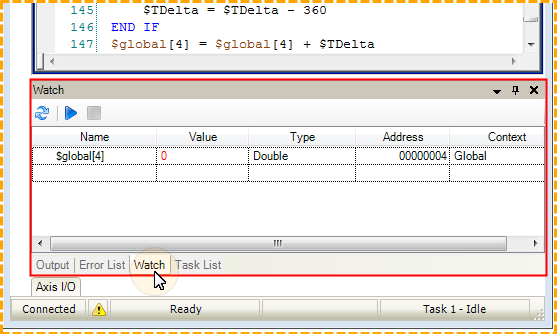 145 $TDelta = $TDelta - 360
146 END IF
147 $global[4] = $global[4] + $TDelta
Watch
Name Value Type Address Context
$global[4] 0 Double 00000004 Global
Output Error List Watch Task List
Axis I/O
Connected Ready Task 1 - Idle